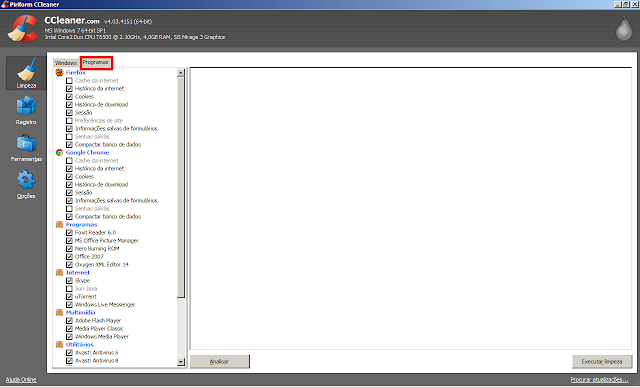 Piriform CCleaner
CCleaner.com v4.03.4151 (64-bit)
MS Windows 7 64-bit SP1
Intel Core2 Duo CPU T6500 @ 2.10GHz, 4,0GB RAM, SiS Mirage 3 Graphics
Limpeza
Registro
Ferramentas
Opções
Windows Programas
Firefox
Cache da internet
Histórico da internet
Cookies
Histórico de download
Sessão
Preferências de site
Informações salvas de formulários
Senhas salvas
Compactar banco de dados
Google Chrome
Cache da internet
Histórico da internet
Cookies
Histórico de download
Sessão
Informações salvas de formulários
Senhas salvas
Compactar banco de dados
Programas
Foxit Reader 6.0
MS Office Picture Manager
Nero Burning ROM
Office 2007
Oxygen XML Editor 14
Internet
Skype
Sun Java
uTorrent
Windows Live Messenger
Multimídia
Adobe Flash Player
Media Player Classic
Windows Media Player
Utilitários
Avast! Antivirus 6
Avast! Antivirus 8
Analisar
Executar limpeza
Ajuda Online
Procurar atualizações...